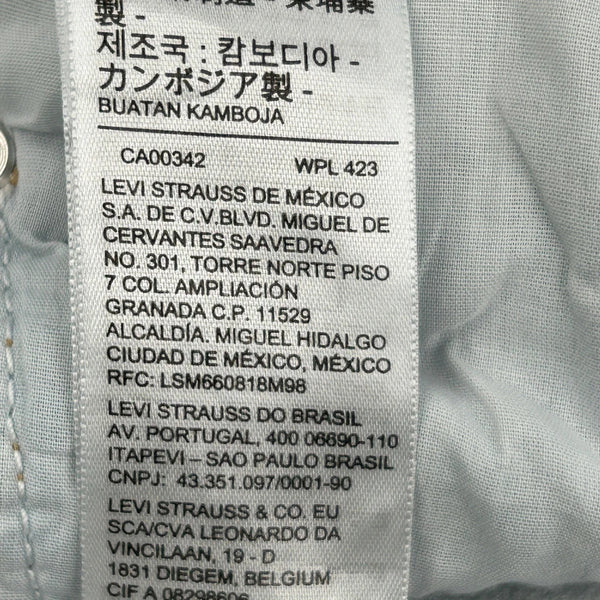 製 -
제조국 : 캄보디아 -
カンボジア製 -
BUATAN KAMBOJA
CA00342 WPL 423
LEVI STRAUSS DE MÉXICO
S.A. DE C.V.BLVD. MIGUEL DE
CERVANTES SAAVEDRA
NO. 301, TORRE NORTE PISO
7 COL. AMPLIACIÓN
GRANADA C.P. 11529
ALCALDÍA. MIGUEL HIDALGO
CIUDAD DE MÉXICO, MÉXICO
RFC: LSM660818M98
LEVI STRAUSS DO BRASIL
AV. PORTUGAL, 400 06690-110
ITAPEVI – SAO PAULO BRASIL
CNPJ: 43.351.097/0001-90
LEVI STRAUSS & CO. EU
SCA/CVA LEONARDO DA
VINCILAAN, 19 - D
1831 DIEGEM, BELGIUM
CIF A 08298606